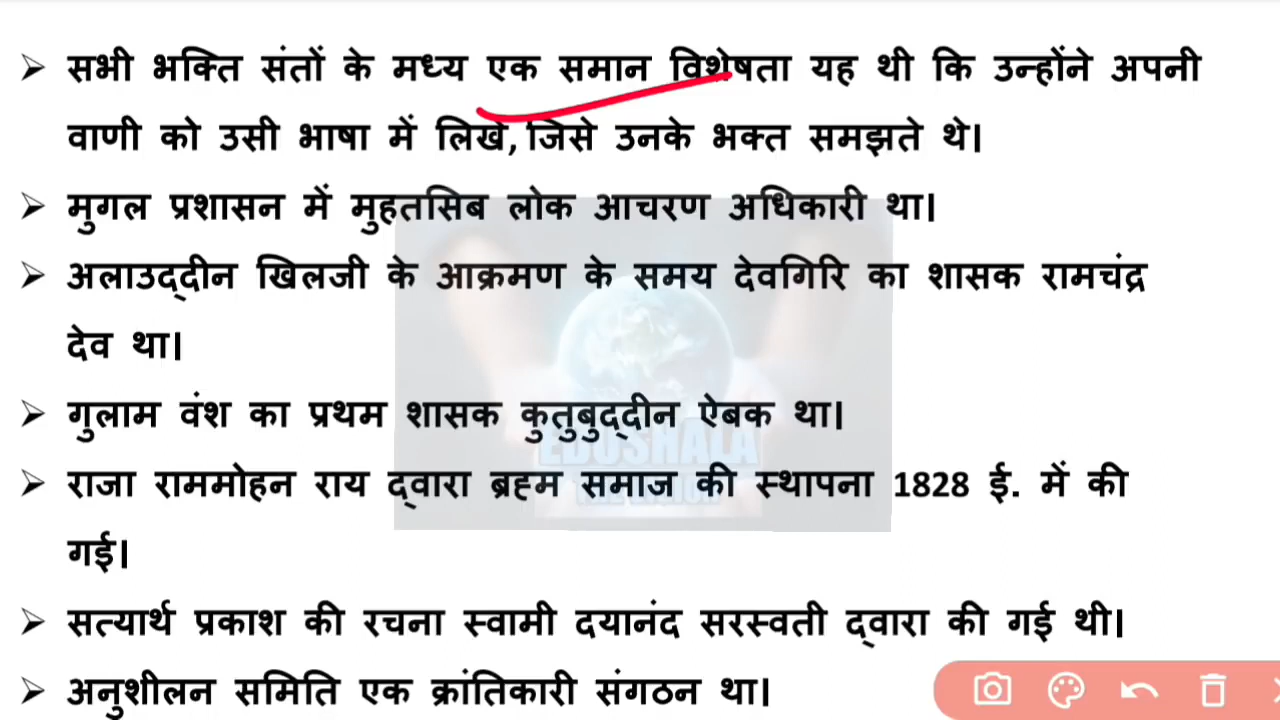 ➢ सभी भक्ति संतों के मध्य एक समान विशेषता यह थी कि उन्होंने अपनी
वाणी को उसी भाषा में लिखे, जिसे उनके भक्त समझते थे।
➢ मुगल प्रशासन में मुहतसिब लोक आचरण अधिकारी था।
➢ अलाउद्दीन खिलजी के आक्रमण के समय देवगिरि का शासक रामचंद्र
देव था।
➢ गुलाम वंश का प्रथम शासक कुतुबुद्दीन ऐबक था।
➢ राजा राममोहन राय द्वारा ब्रह्म समाज की स्थापना 1828 ई. में की
गई।
➢ सत्यार्थ प्रकाश की रचना स्वामी दयानंद सरस्वती द्वारा की गई थी।
➢ अनुशीलन समिति एक क्रांतिकारी संगठन था।
EDUSHALA